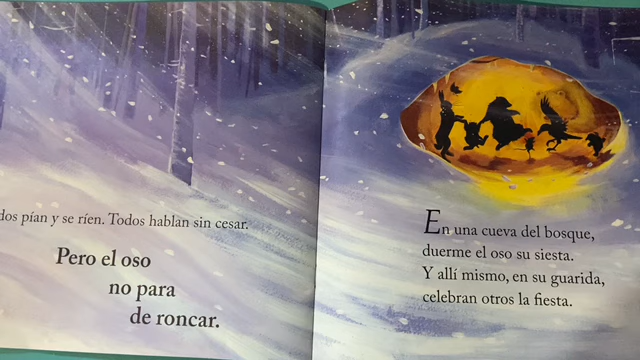 pían y se ríen. Todos hablan sin cesar.
Pero el oso
no para
de roncar.
En una cueva del bosque,
duerme el oso su siesta.
Y allí mismo, en su guarida,
celebran otros la fiesta.